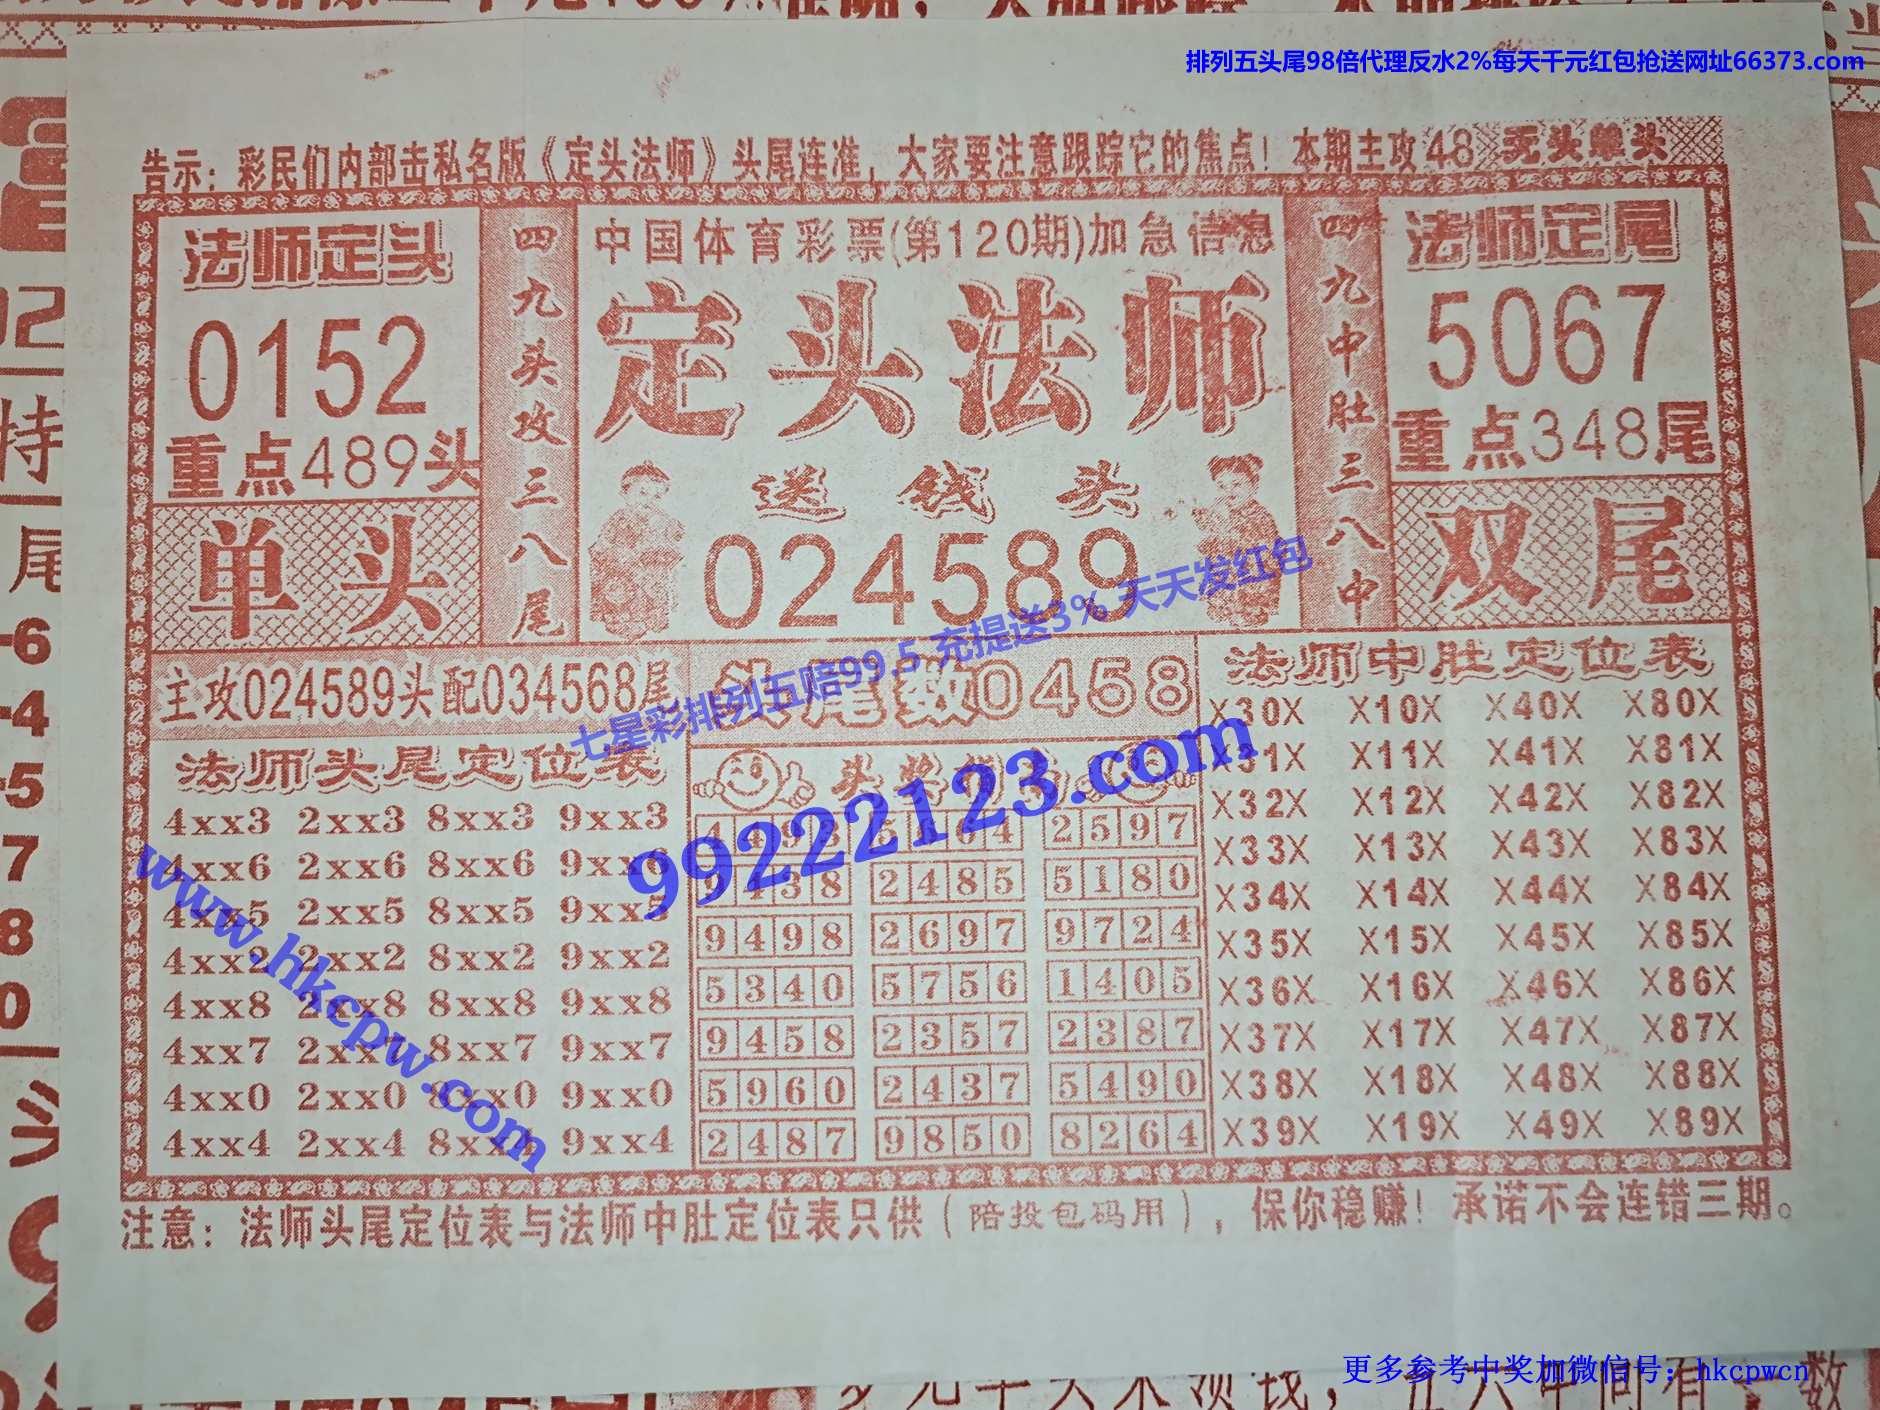 排列五头尾98倍代理反水2%每天千元红包抢送网址66373.com
告示：彩民们内部击私名版《定头法师》头尾连准，大家要注意跟踪它的焦点！本期主攻48
法师定头
0152
重点489头
单头
四九头攻三八尾
中国体育彩票(第120期)加急信息
定头法师
送钱头
024589
四九中肚三八中
法师定尾
5067
重点348尾
双尾
主攻024589头配034568尾
头尾数0458
七星彩排列五赔99.5 充提送3% 天天发红包
99222123.com
www.hkcpw.com
法师头尾定位表
4xx3 2xx3 8xx3 9xx3
4xx6 2xx6 8xx6 9xx6
4xx5 2xx5 8xx5 9xx5
4xx2 2xx2 8xx2 9xx2
4xx8 2xx8 8xx8 9xx8
4xx7 2xx7 8xx7 9xx7
4xx0 2xx0 8xx0 9xx0
4xx4 2xx4 8xx4 9xx4
2597
9438 2485 5180
9498 2697 9724
5340 5756 1405
9458 2357 2387
5960 2437 5490
2487 9850 8264
法师中肚定位表
X30X X10X X40X X80X
X31X X11X X41X X81X
X32X X12X X42X X82X
X33X X13X X43X X83X
X34X X14X X44X X84X
X35X X15X X45X X85X
X36X X16X X46X X86X
X37X X17X X47X X87X
X38X X18X X48X X88X
X39X X19X X49X X89X
注意：法师头尾定位表与法师中肚定位表只供（陪投包码用），保你稳赚！承诺不会连错三期。
更多参考中奖加微信号：hkcpwcn